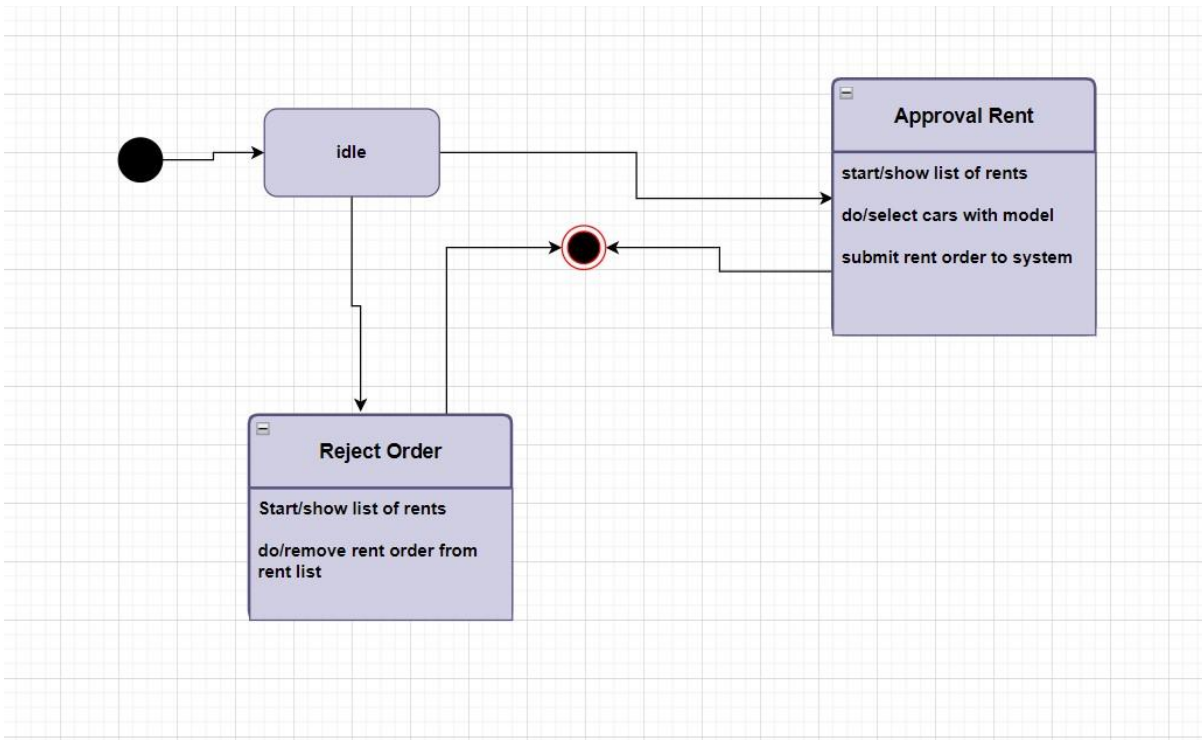 idle
Approval Rent
start/show list of rents
do/select cars with model
submit rent order to system
Reject Order
Start/show list of rents
do/remove rent order from
rent list